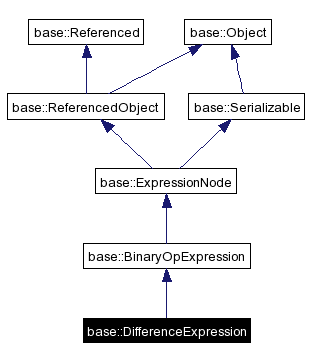 base::Referenced
base::Object
base::ReferencedObject
base::Serializable
base::ExpressionNode
base::BinaryOpExpression
base::DifferenceExpression